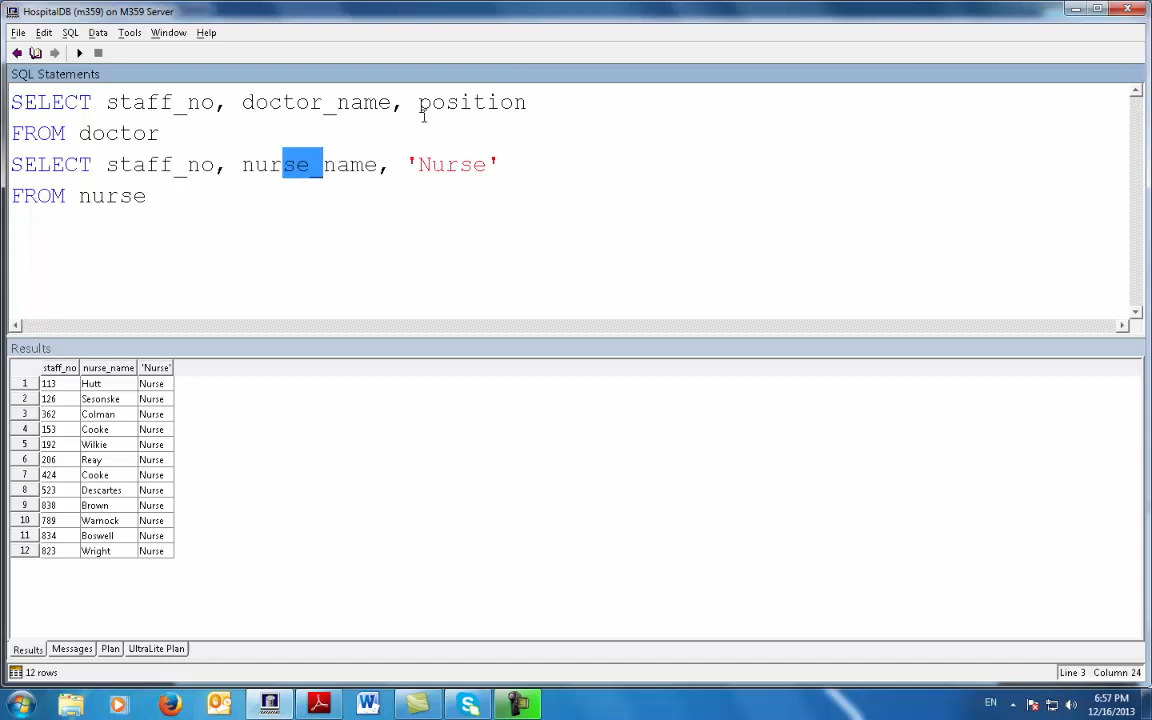 HospitalDB (m359) on M359 Server
File Edit SQL Data Tools Window Help
SQL Statements
SELECT staff_no, doctor_name, position
FROM doctor
SELECT staff_no, nurse_name, 'Nurse'
FROM nurse
Results
staff_no nurse_name 'Nurse'
1 113 Hutt Nurse
2 126 Sesonske Nurse
3 362 Colman Nurse
4 153 Cooke Nurse
5 192 Wilkie Nurse
6 206 Reay Nurse
7 424 Cooke Nurse
8 523 Descartes Nurse
9 838 Brown Nurse
10 789 Warnock Nurse
11 834 Boswell Nurse
12 823 Wright Nurse
Results Messages Plan UltraLite Plan
12 rows
Line 3 Column 24
EN
6:57 PM
12/16/2013